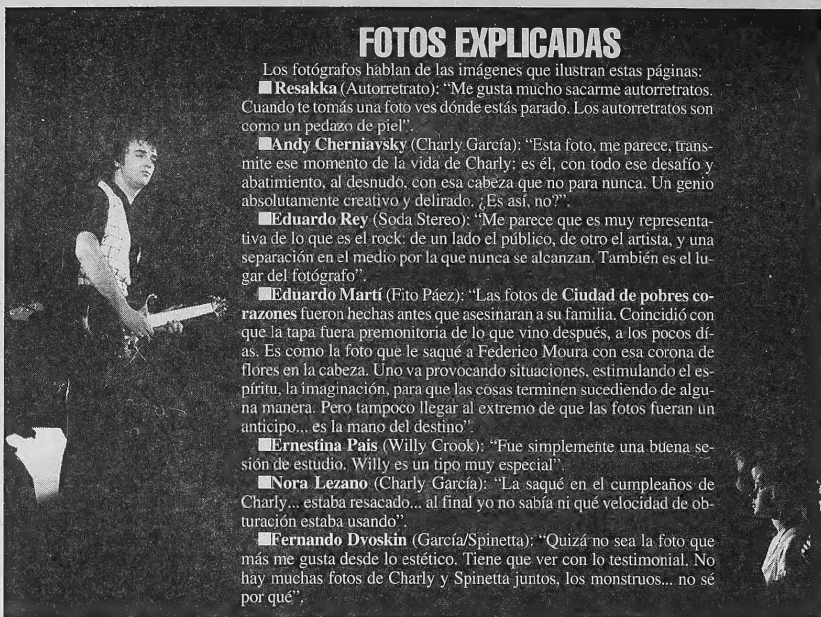 FOTOS EXPLICADAS
Los fotógrafos hablan de las imágenes que ilustran estas páginas:
■Resakka (Autorretrato): “Me gusta mucho sacarme autorretratos.
Cuando te tomás una foto ves dónde estás parado. Los autorretratos son
como un pedazo de piel”.
■Andy Cherniavsky (Charly García): “Esta foto, me parece, trans-
mite ese momento de la vida de Charly: es él, con todo ese desafío y
abatimiento, al desnudo, con esa cabeza que no para nunca. Un genio
absolutamente creativo y delirado. ¿Es así, no?”.
■Eduardo Rey (Soda Stereo): “Me parece que es muy representa-
tiva de lo que es el rock: de un lado el público, de otro el artista, y una
separación en el medio por la que nunca se alcanzan. También es el lu-
gar del fotógrafo”.
■Eduardo Martí (Fito Páez): “Las fotos de Ciudad de pobres co-
razones fueron hechas antes que asesinaran a su familia. Coincidió con
que la tapa fuera premonitoria de lo que vino después, a los pocos dí-
as. Es como la foto que le saqué a Federico Moura con esa corona de
flores en la cabeza. Uno va provocando situaciones, estimulando el es-
píritu, la imaginación, para que las cosas terminen sucediendo de algu-
na manera. Pero tampoco llegar al extremo de que las fotos fueran un
anticipo... es la mano del destino”.
■Ernestina Pais (Willy Crook): “Fue simplemente una buena se-
sión de estudio. Willy es un tipo muy especial”.
■Nora Lezano (Charly García): “La saqué en el cumpleaños de
Charly... estaba resacado... al final yo no sabía ni qué velocidad de ob-
turación estaba usando”.
■Fernando Dvoskin (García/Spinetta): “Quizá no sea la foto que
más me gusta desde lo estético. Tiene que ver con lo testimonial. No
hay muchas fotos de Charly y Spinetta juntos, los monstruos... no sé
por qué”.